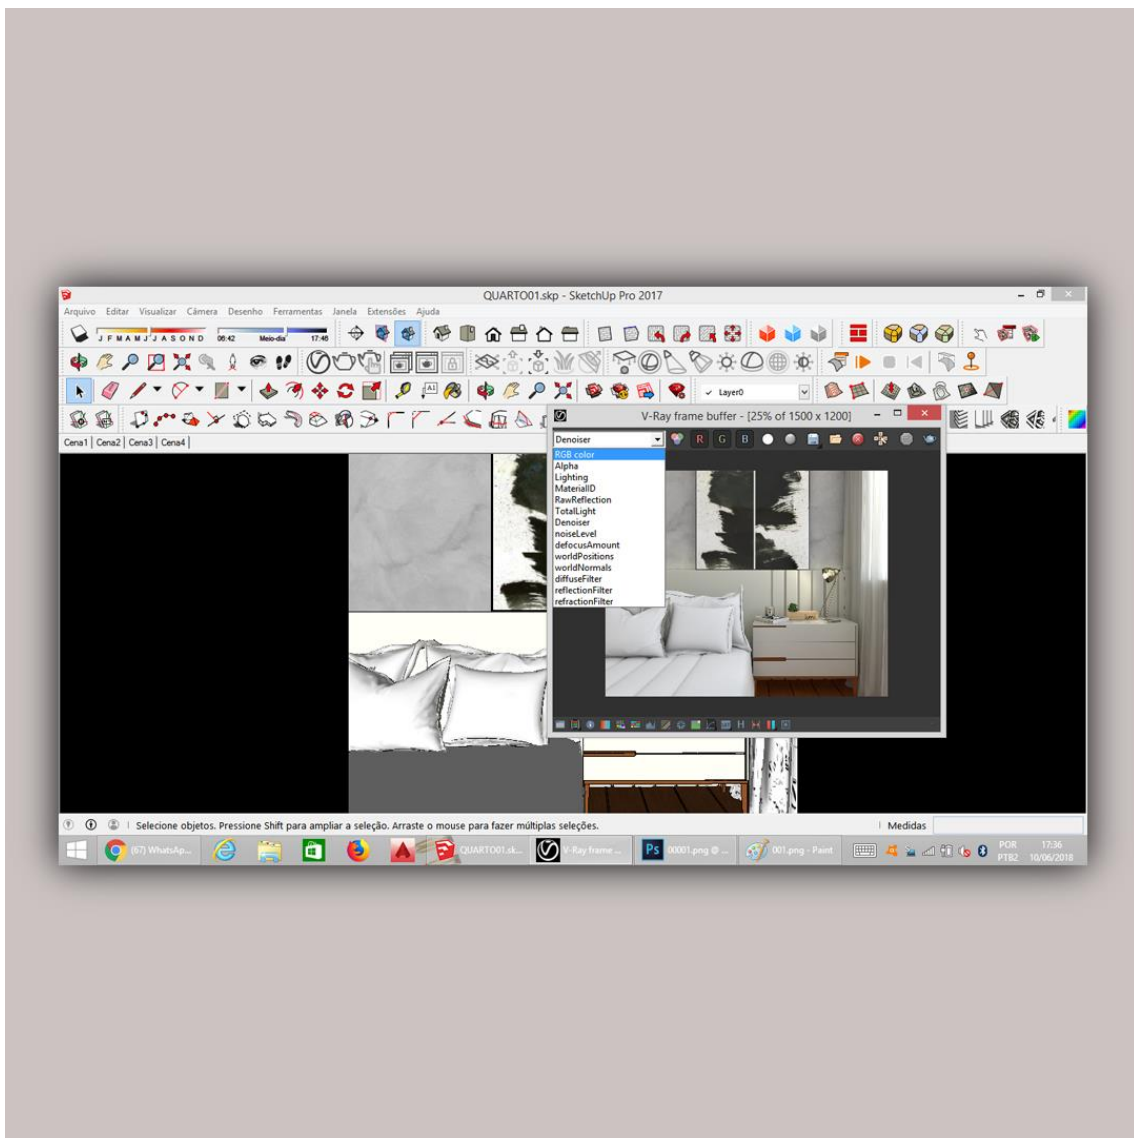 QUARTO01.skp - SketchUp Pro 2017
Arquivo Editar Visualizar Câmera Desenho Ferramentas Janela Extensões Ajuda
J F M A M J J A S O N D 06:42 Meio-dia 17:48
Layer0
V-Ray frame buffer - [25% of 1500 x 1200]
Cena1 Cena2 Cena3 Cena4
Denoiser R G B
RGB color
Alpha
Lighting
MaterialID
RawReflection
TotalLight
Denoiser
noiseLevel
defocusAmount
worldPositions
worldNormals
diffuseFilter
reflectionFilter
refractionFilter
Selecione objetos. Pressione Shift para ampliar a seleção. Arraste o mouse para fazer múltiplas seleções. Medidas
(67) WhatsAp... QUARTO01.sk... V-Ray frame ... Ps 00001.png @ ... 001.png - Paint POR 17:36
PTB2 10/06/2018